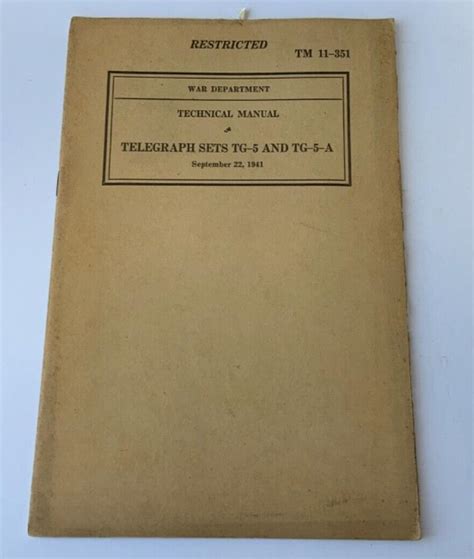 RESTRICTED
TM 11-351
WAR DEPARTMENT
TECHNICAL MANUAL
TELEGRAPH SETS TG-5 AND TG-5-A
September 22, 1941